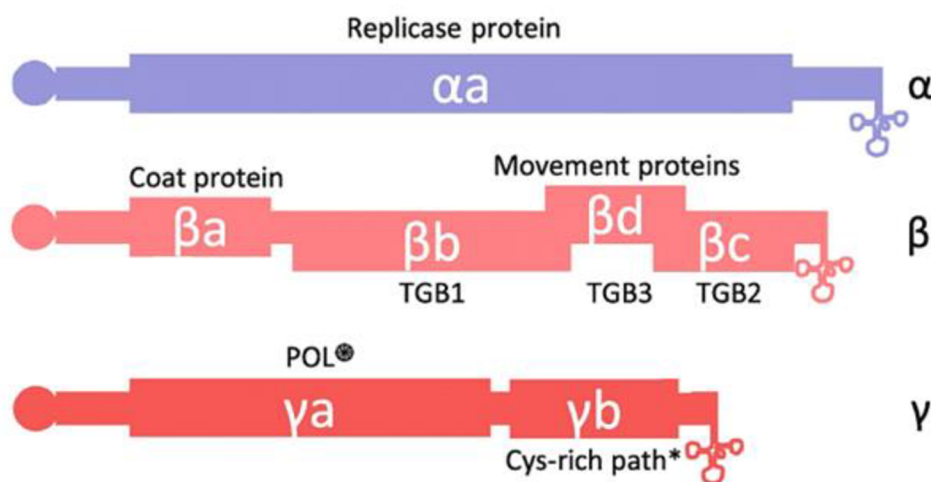 Replicase protein
αa
α
Coat protein
Movement proteins
βa
βb
βd
βc
β
TGB1
TGB3
TGB2
POL⊛
γa
γb
γ
Cys-rich path*